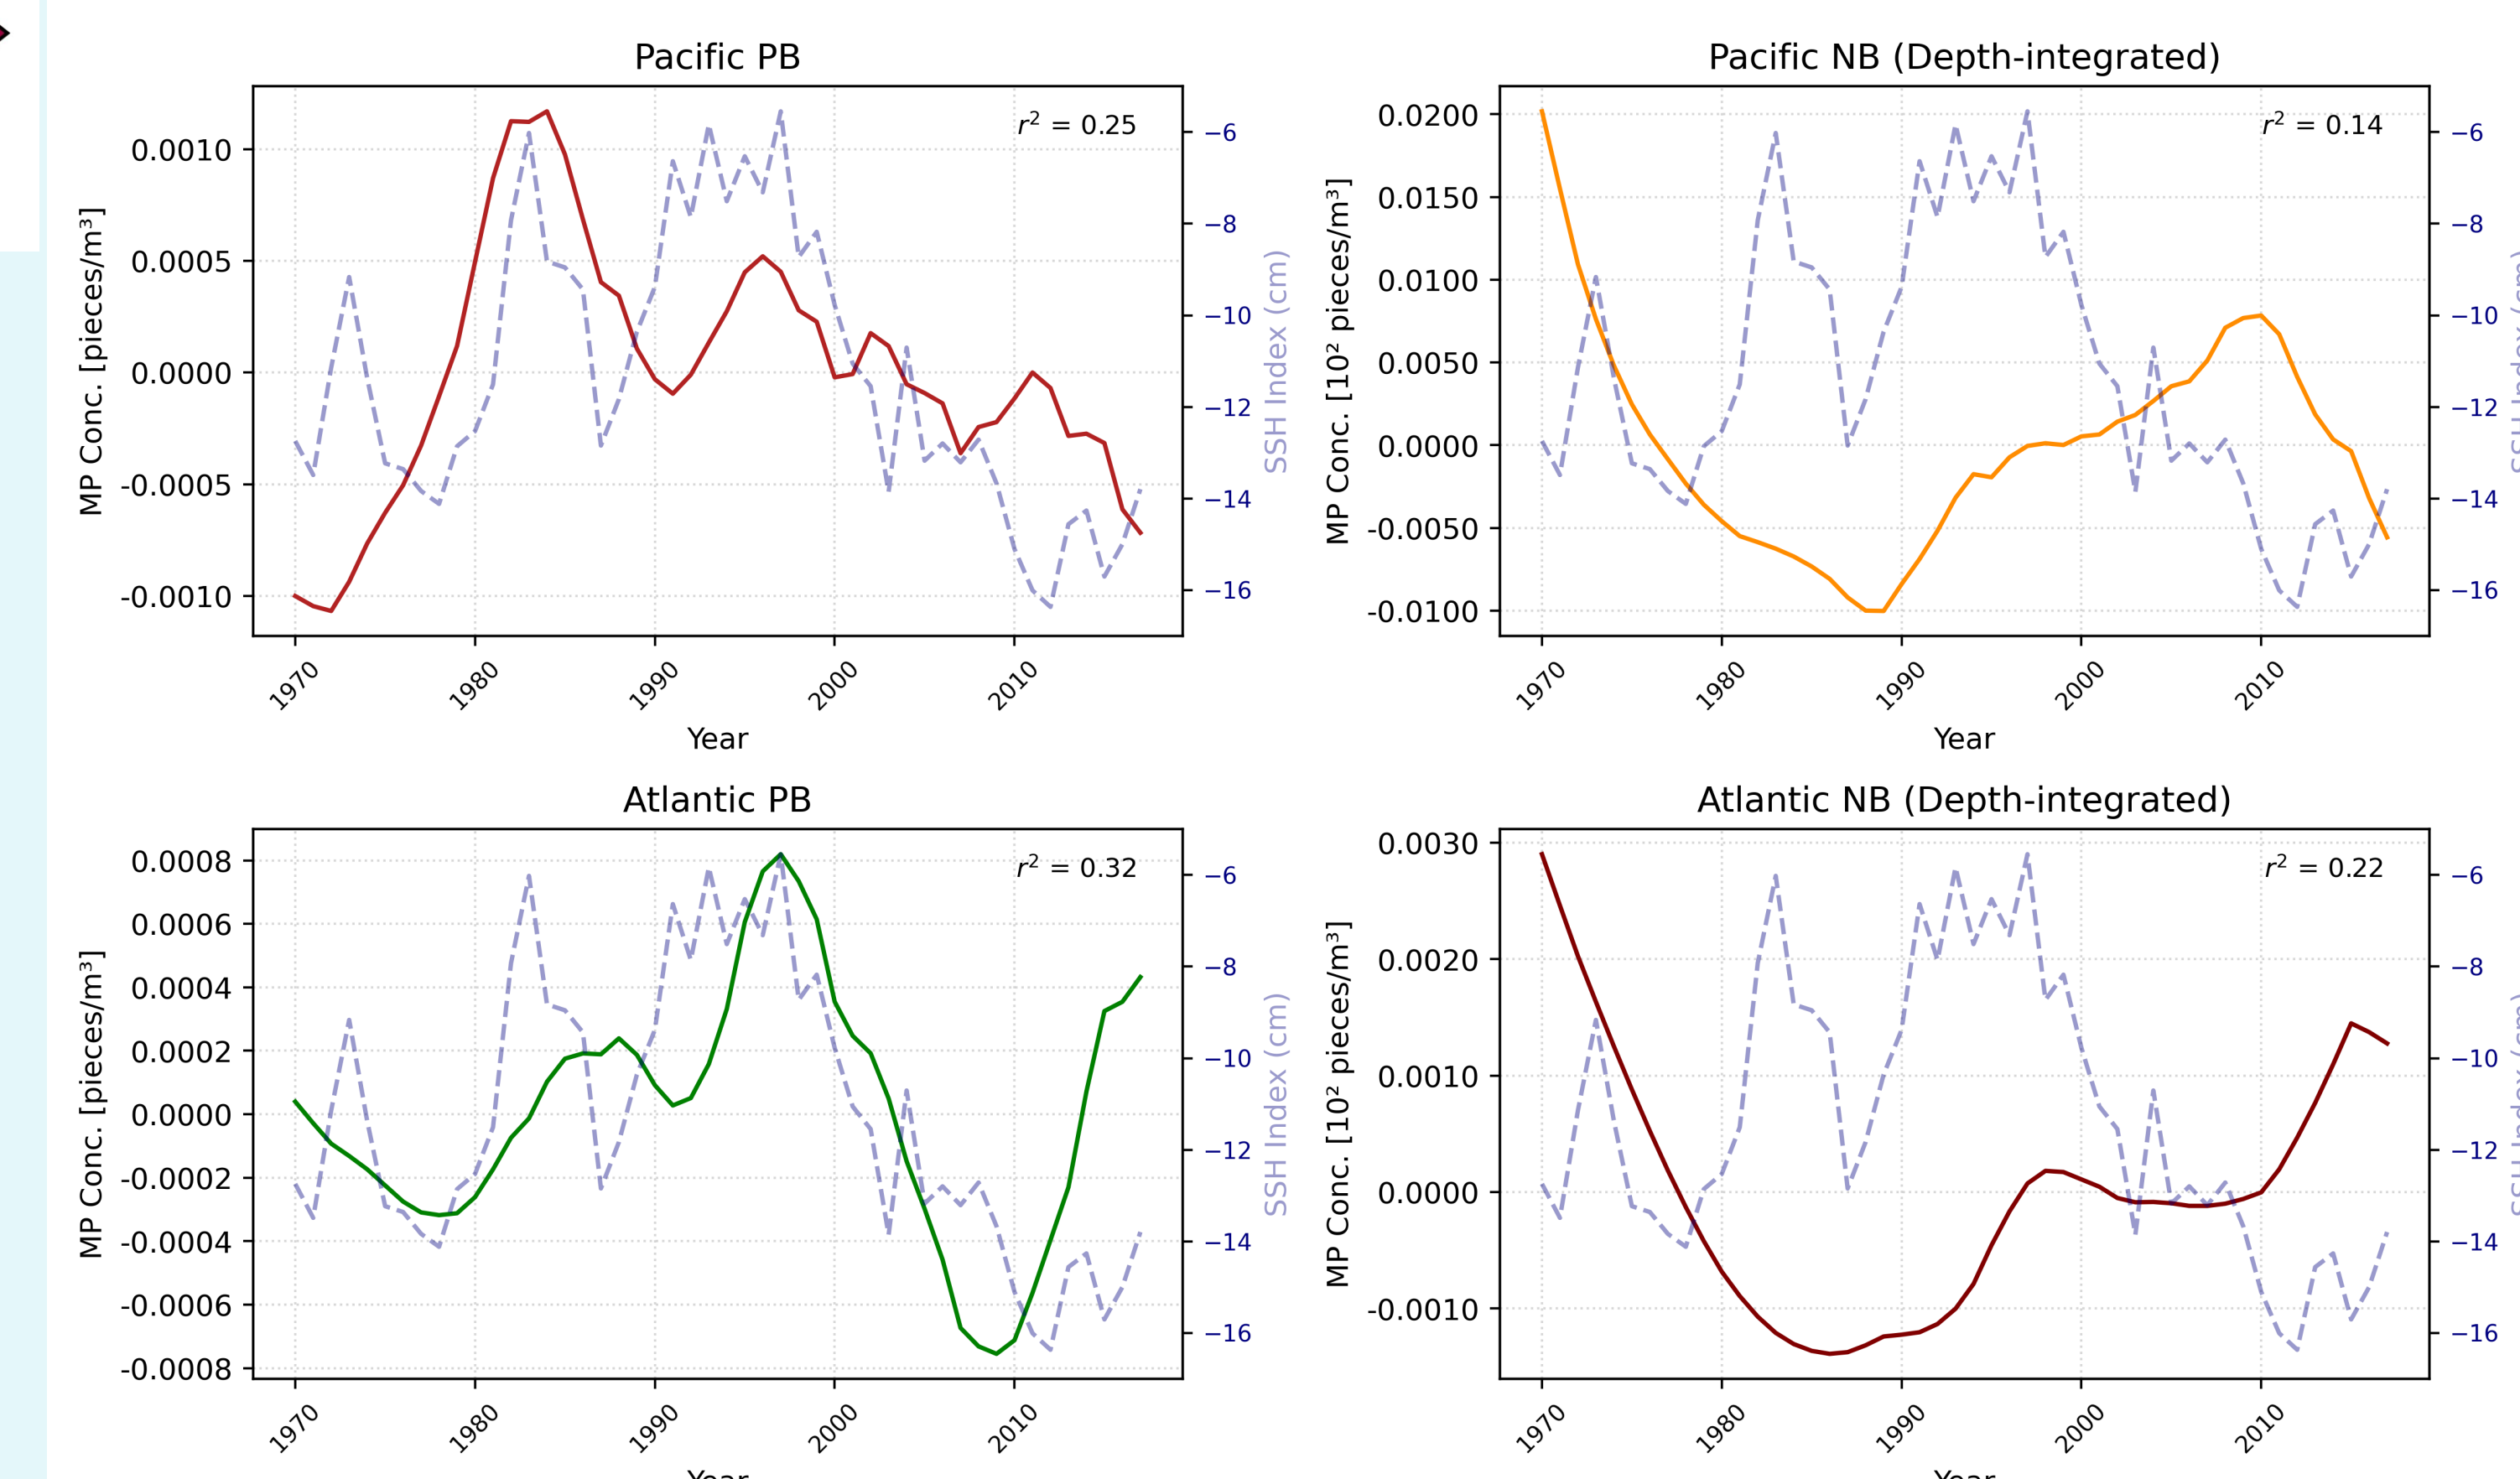 Pacific PB
r² = 0.25
MP Conc. [pieces/m³]
0.0010
0.0005
0.0000
-0.0005
-0.0010
−6
−8
−10
−12
−14
−16
SSH Index (cm)
1970 1980 1990 2000 2010
Year
Pacific NB (Depth-integrated)
r² = 0.14
MP Conc. [10² pieces/m³]
0.0200
0.0150
0.0100
0.0050
0.0000
-0.0050
-0.0100
−6
−8
−10
−12
−14
−16
1970 1980 1990 2000 2010
Year
Atlantic PB
r² = 0.32
MP Conc. [pieces/m³]
0.0008
0.0006
0.0004
0.0002
0.0000
-0.0002
-0.0004
-0.0006
-0.0008
−6
−8
−10
−12
−14
−16
SSH Index (cm)
1970 1980 1990 2000 2010
Year
Atlantic NB (Depth-integrated)
r² = 0.22
MP Conc. [10² pieces/m³]
0.0030
0.0020
0.0010
0.0000
-0.0010
−6
−8
−10
−12
−14
−16
1970 1980 1990 2000 2010
Year